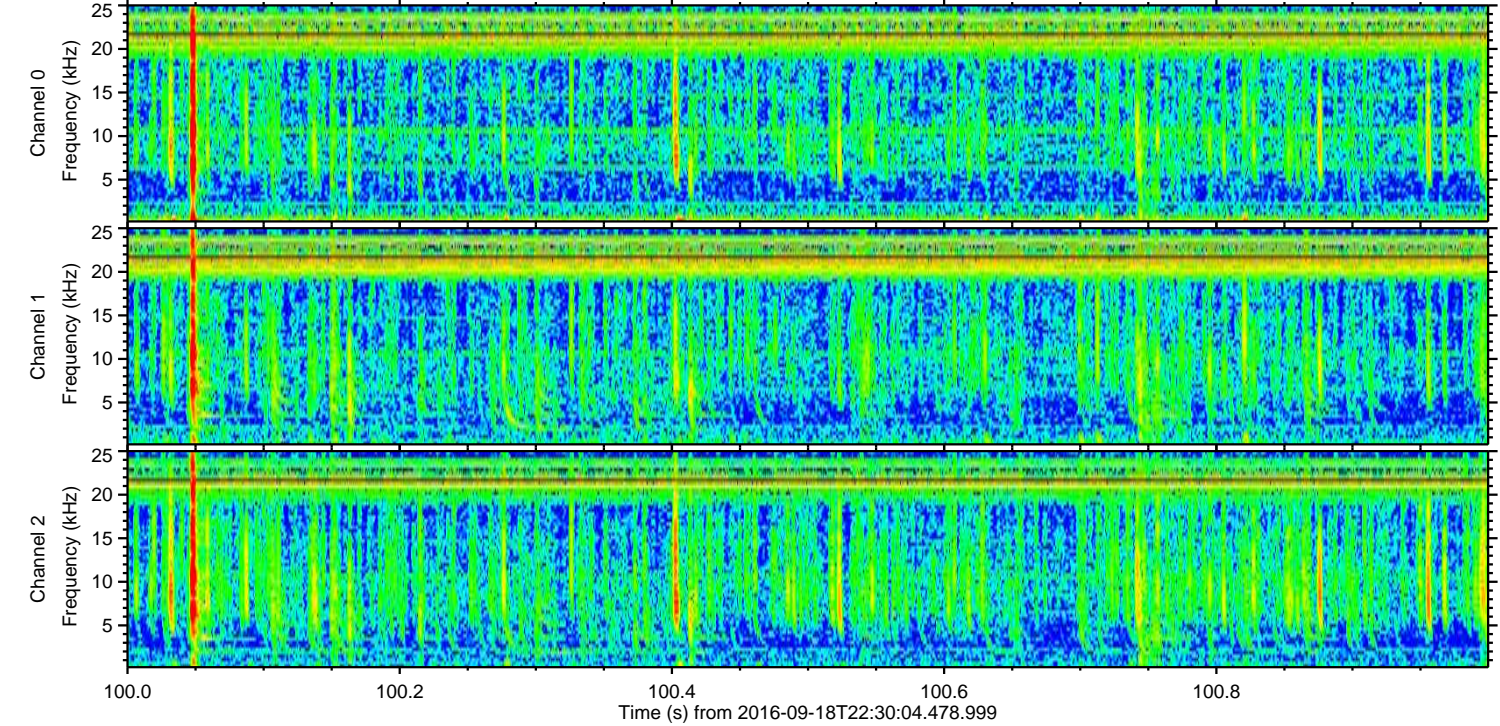 Channel 0
Frequency (kHz)
25
20
15
10
5
Channel 1
Frequency (kHz)
25
20
15
10
5
Channel 2
Frequency (kHz)
25
20
15
10
5
100.0 100.2 100.4 100.6 100.8
Time (s) from 2016-09-18T22:30:04.478.999